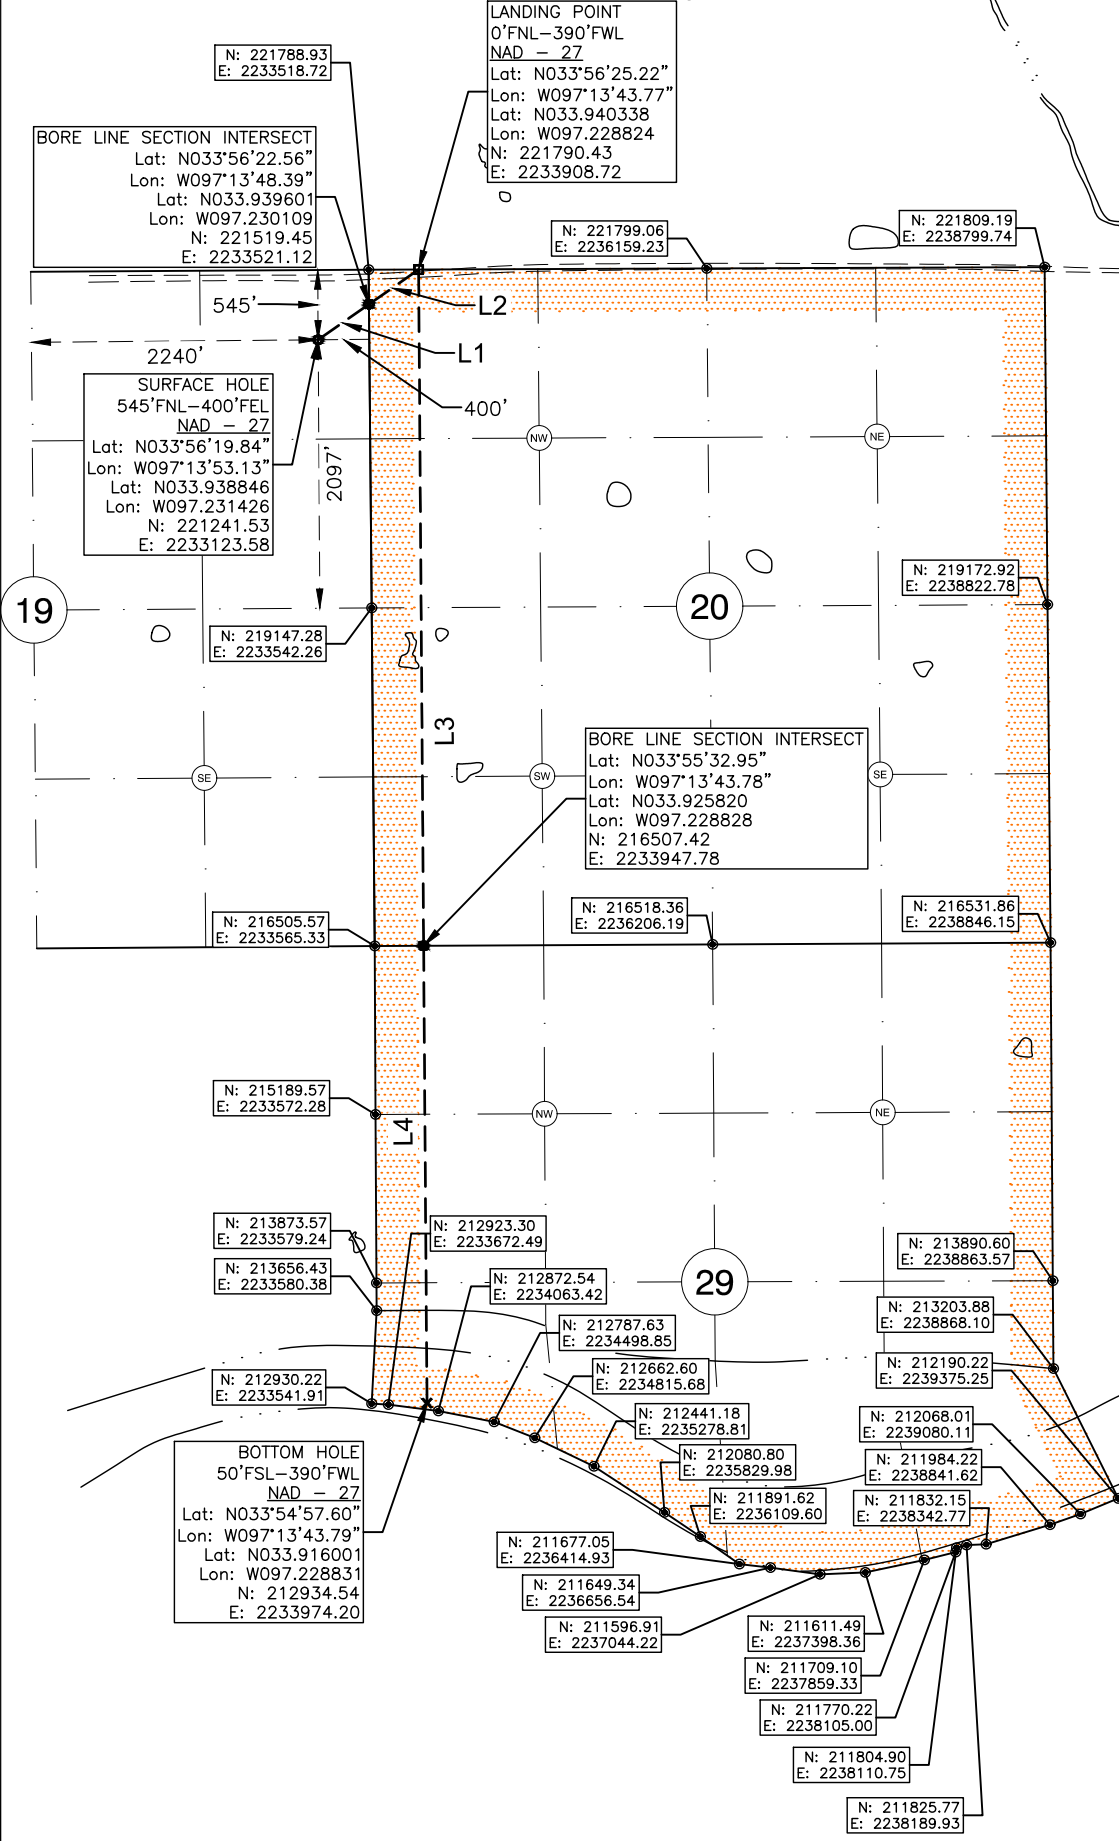 LANDING POINT
0'FNL-390'FWL
NAD - 27
Lat: N033°56'25.22"
Lon: W097°13'43.77"
Lat: N033.940338
Lon: W097.228824
N: 221790.43
E: 2233908.72
N: 221788.93
E: 2233518.72
BORE LINE SECTION INTERSECT
Lat: N033°56'22.56"
Lon: W097°13'48.39"
Lat: N033.939601
Lon: W097.230109
N: 221519.45
E: 2233521.12
N: 221799.06
E: 2236159.23
N: 221809.19
E: 2238799.74
545'
L2
2240'
L1
400'
SURFACE HOLE
545'FNL-400'FEL
NAD - 27
Lat: N033°56'19.84"
Lon: W097°13'53.13"
Lat: N033.938846
Lon: W097.231426
N: 221241.53
E: 2233123.58
2097'
NW
NE
19
20
N: 219172.92
E: 2238822.78
N: 219147.28
E: 2233542.26
L3
BORE LINE SECTION INTERSECT
Lat: N033°55'32.95"
Lon: W097°13'43.78"
Lat: N033.925820
Lon: W097.228828
N: 216507.42
E: 2233947.78
SE
SW
SE
N: 216505.57
E: 2233565.33
N: 216518.36
E: 2236206.19
N: 216531.86
E: 2238846.15
N: 215189.57
E: 2233572.28
L4
NW
NE
N: 213873.57
E: 2233579.24
N: 212923.30
E: 2233672.49
N: 213890.60
E: 2238863.57
N: 213656.43
E: 2233580.38
N: 212872.54
E: 2234063.42
29
N: 213203.88
E: 2238868.10
N: 212787.63
E: 2234498.85
N: 212930.22
E: 2233541.91
N: 212662.60
E: 2234815.68
N: 212190.22
E: 2239375.25
N: 212441.18
E: 2235278.81
N: 212068.01
E: 2239080.11
N: 212080.80
E: 2235829.98
N: 211984.22
E: 2238841.62
BOTTOM HOLE
50'FSL-390'FWL
NAD - 27
Lat: N033°54'57.60"
Lon: W097°13'43.79"
Lat: N033.916001
Lon: W097.228831
N: 212934.54
E: 2233974.20
N: 211891.62
E: 2236109.60
N: 211832.15
E: 2238342.77
N: 211677.05
E: 2236414.93
N: 211649.34
E: 2236656.54
N: 211596.91
E: 2237044.22
N: 211611.49
E: 2237398.36
N: 211709.10
E: 2237859.33
N: 211770.22
E: 2238105.00
N: 211804.90
E: 2238110.75
N: 211825.77
E: 2238189.93